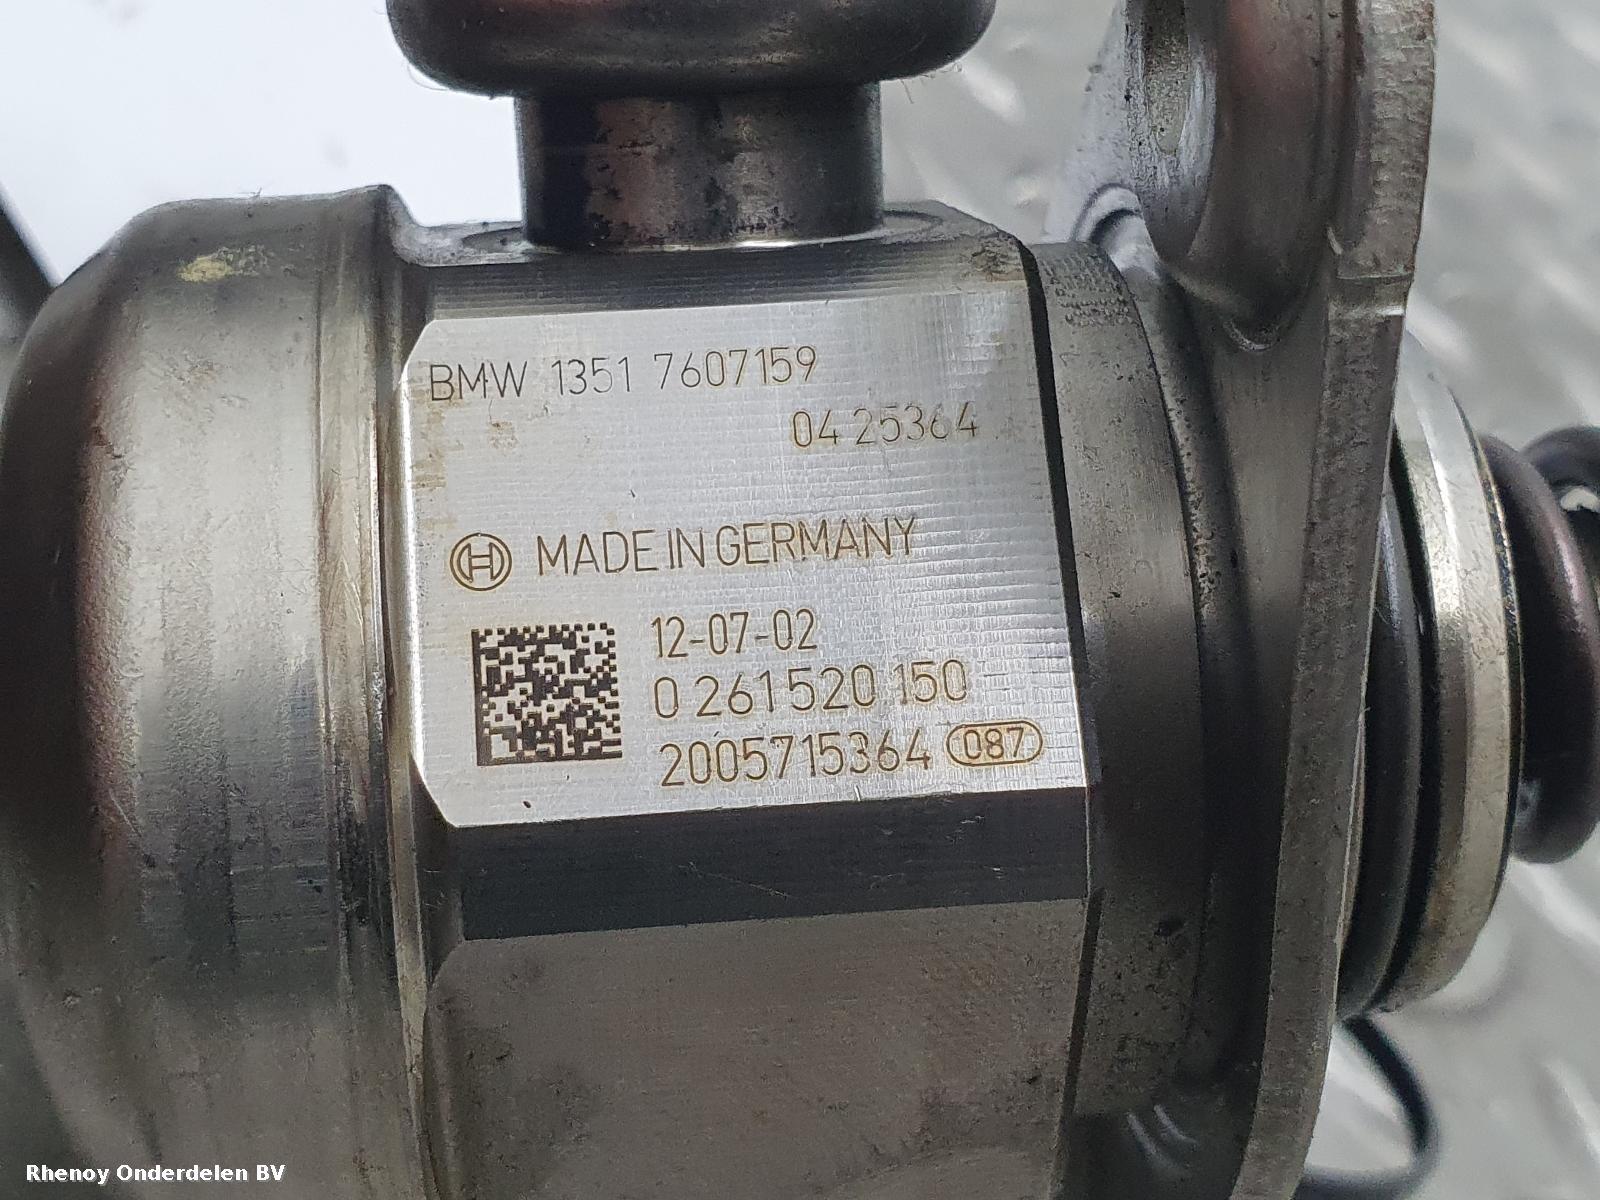 BMW 1351 7607159
04 25364
MADE IN GERMANY
12-07-02
0 261 520 150
2005715364 087
Rhenoy Onderdelen BV